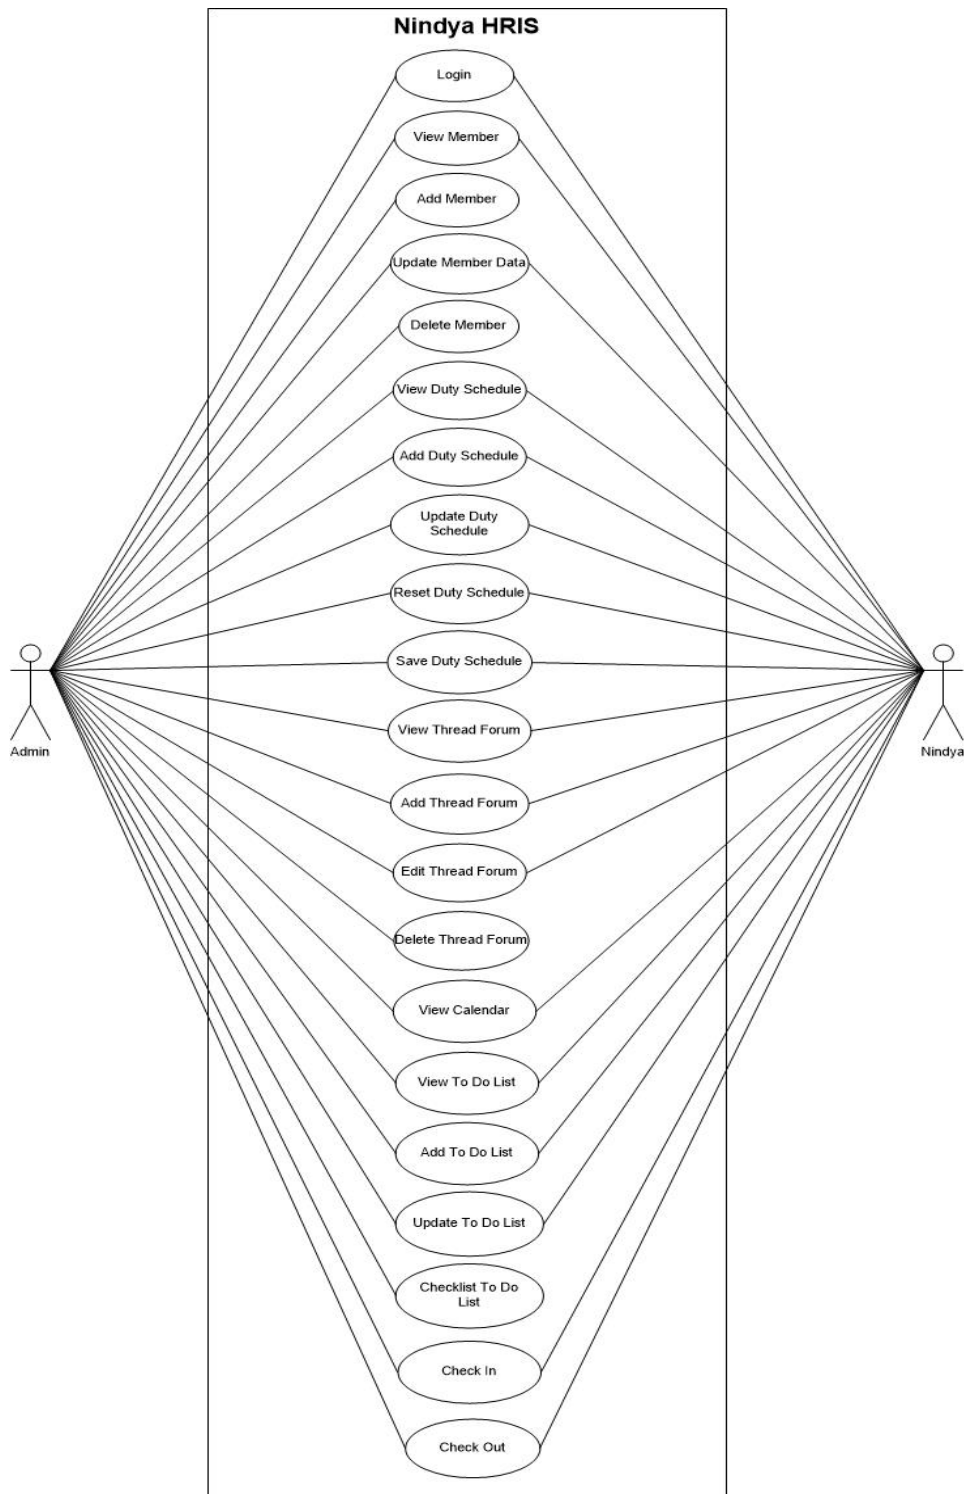 Nindya HRIS
Login
View Member
Add Member
Update Member Data
Delete Member
View Duty Schedule
Add Duty Schedule
Update Duty
Schedule
Reset Duty Schedule
Save Duty Schedule
View Thread Forum
Admin
Nindya
Add Thread Forum
Edit Thread Forum
Delete Thread Forum
View Calendar
View To Do List
Add To Do List
Update To Do List
Checklist To Do
List
Check In
Check Out